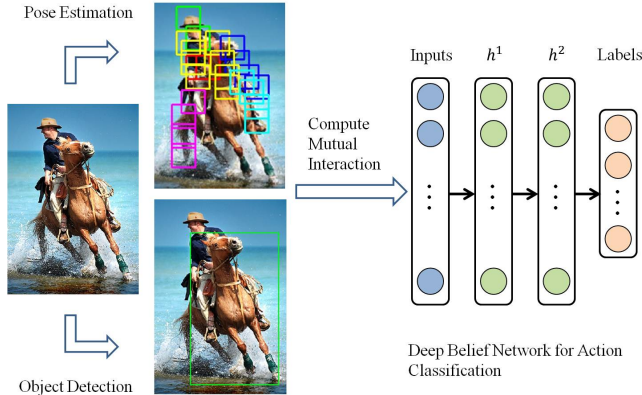 Pose Estimation
Object Detection
Compute
Mutual
Interaction
Inputs
h¹
h²
Labels
Deep Belief Network for Action
Classification